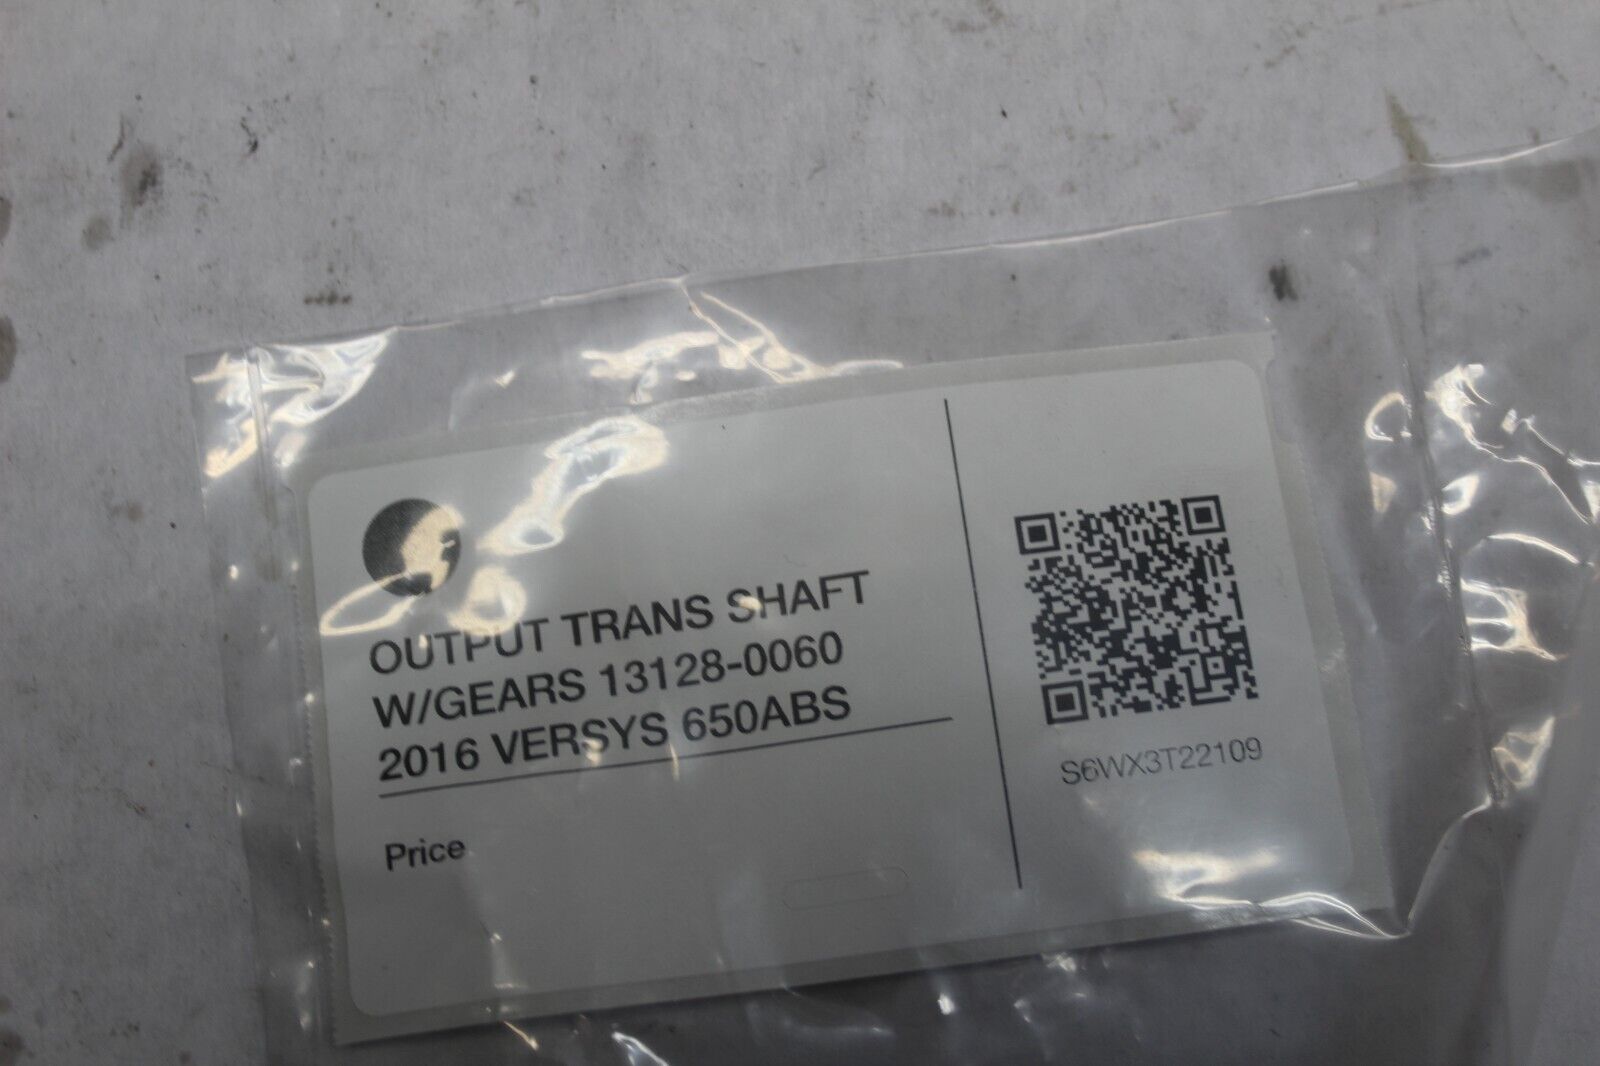 OUTPUT TRANS SHAFT
W/GEARS 13128-0060
2016 VERSYS 650ABS
Price
S6WX3T22109